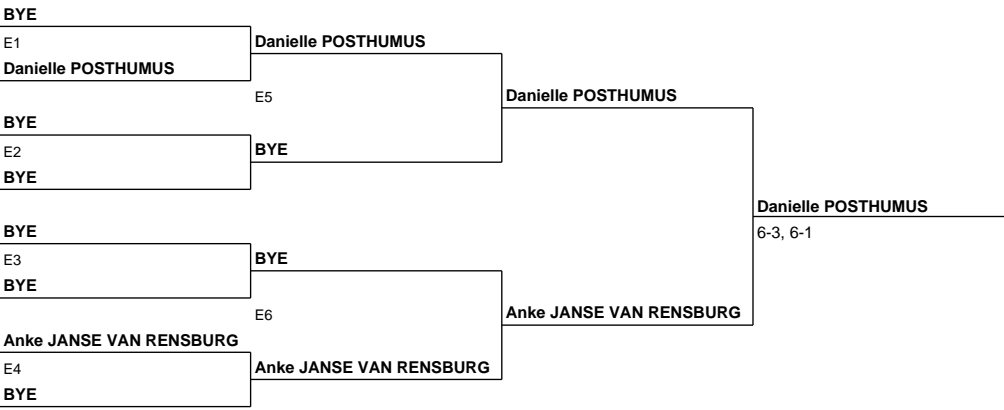 BYE
E1
Danielle POSTHUMUS
Danielle POSTHUMUS
E5
Danielle POSTHUMUS
BYE
E2
BYE
BYE
Danielle POSTHUMUS
6-3, 6-1
BYE
E3
BYE
BYE
E6
Anke JANSE VAN RENSBURG
Anke JANSE VAN RENSBURG
E4
Anke JANSE VAN RENSBURG
BYE